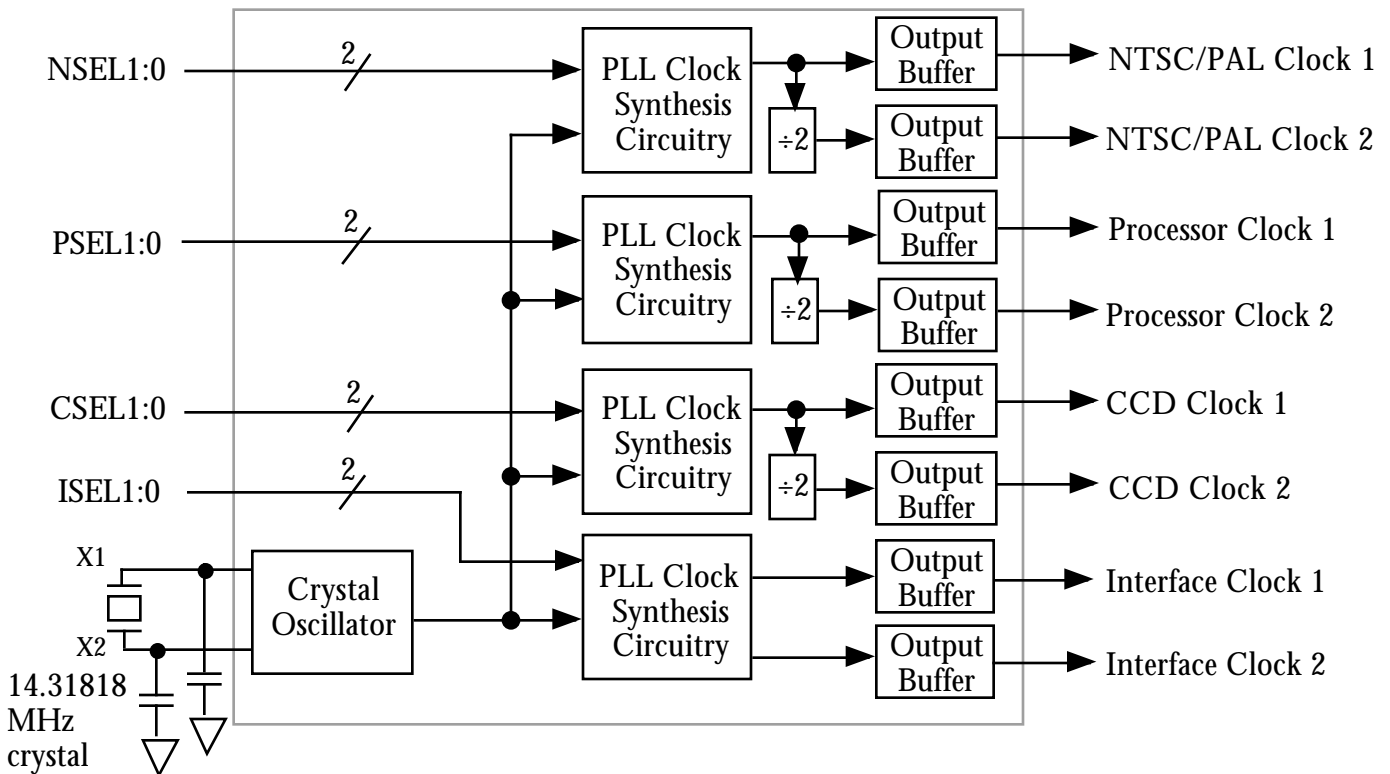 NSEL1:0
2
PLL Clock
Synthesis
Circuitry
÷2
Output
Buffer
NTSC/PAL Clock 1
Output
Buffer
NTSC/PAL Clock 2
PSEL1:0
2
PLL Clock
Synthesis
Circuitry
÷2
Output
Buffer
Processor Clock 1
Output
Buffer
Processor Clock 2
CSEL1:0
2
PLL Clock
Synthesis
Circuitry
÷2
Output
Buffer
CCD Clock 1
Output
Buffer
CCD Clock 2
ISEL1:0
2
PLL Clock
Synthesis
Circuitry
Output
Buffer
Interface Clock 1
Output
Buffer
Interface Clock 2
X1
X2
Crystal
Oscillator
14.31818
MHz
crystal